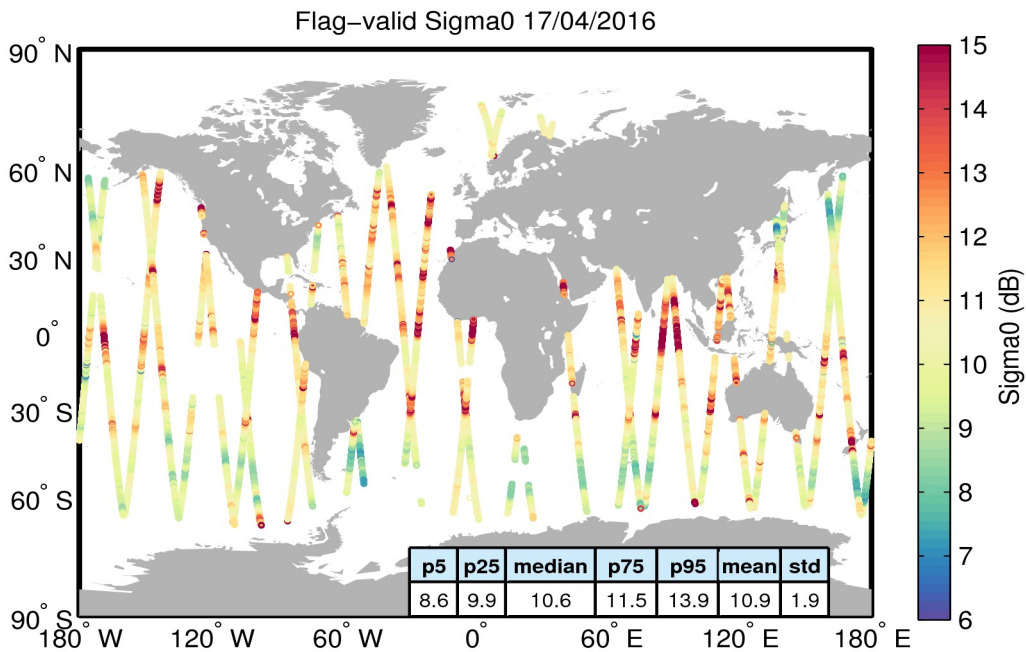 Flag−valid Sigma0 17/04/2016
90° N
60° N
30° N
0°
30° S
60° S
90° S
180° W
120° W
60° W
0°
60° E
120° E
180° E
p5 p25 median p75 p95 mean std
8.6 9.9 10.6 11.5 13.9 10.9 1.9
15
14
13
12
11
10
9
8
7
6
Sigma0 (dB)